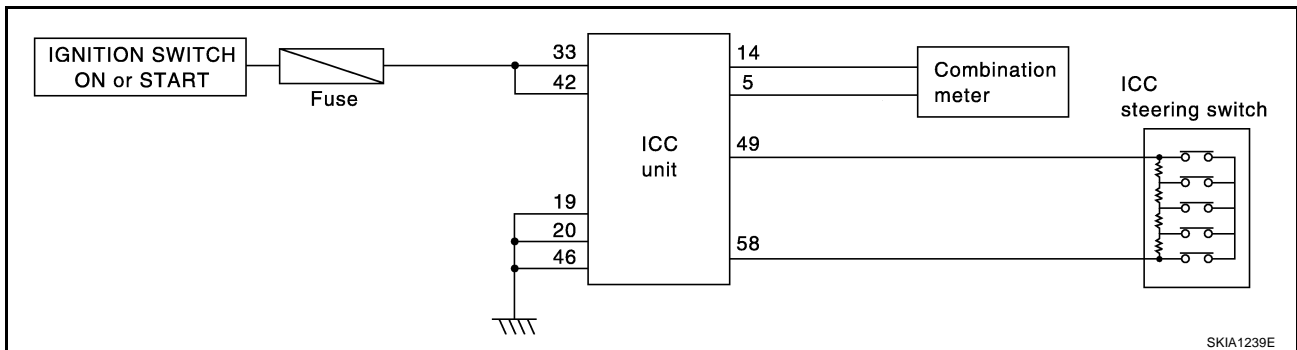 IGNITION SWITCH
ON or START
Fuse
33
42
19
20
46
ICC
unit
14
5
49
58
Combination
meter
ICC
steering switch
SKIA1239E